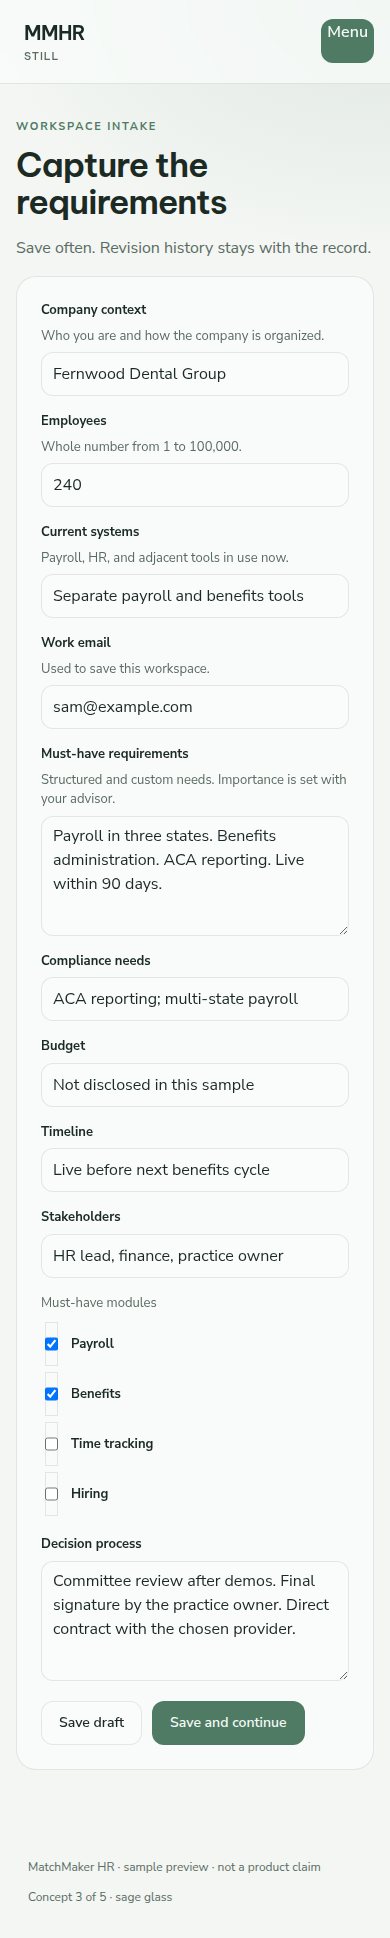 MMHR
STILL
Menu
WORKSPACE INTAKE
Capture the
requirements
Save often. Revision history stays with the record.
Company context
Who you are and how the company is organized.
Fernwood Dental Group
Employees
Whole number from 1 to 100,000.
240
Current systems
Payroll, HR, and adjacent tools in use now.
Separate payroll and benefits tools
Work email
Used to save this workspace.
sam@example.com
Must-have requirements
Structured and custom needs. Importance is set with
your advisor.
Payroll in three states. Benefits
administration. ACA reporting. Live
within 90 days.
Compliance needs
ACA reporting; multi-state payroll
Budget
Not disclosed in this sample
Timeline
Live before next benefits cycle
Stakeholders
HR lead, finance, practice owner
Must-have modules
Payroll
Benefits
Time tracking
Hiring
Decision process
Committee review after demos. Final
signature by the practice owner. Direct
contract with the chosen provider.
Save draft
Save and continue
MatchMaker HR · sample preview · not a product claim
Concept 3 of 5 · sage glass